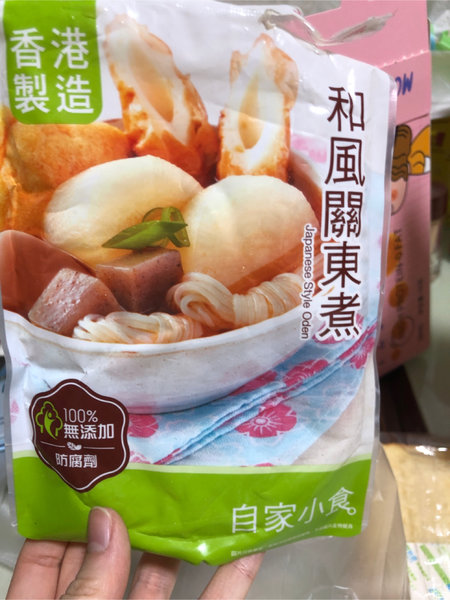 香港
製造
和風關東煮
Japanese Style Oden
100%
無添加
防腐劑
自家小食